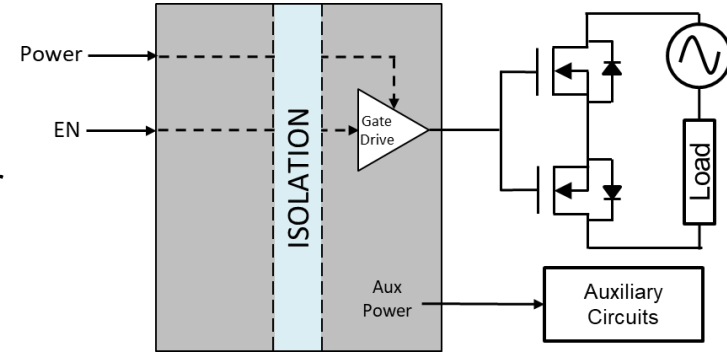 Power
EN
ISOLATION
Gate
Drive
Load
Aux
Power
Auxiliary
Circuits